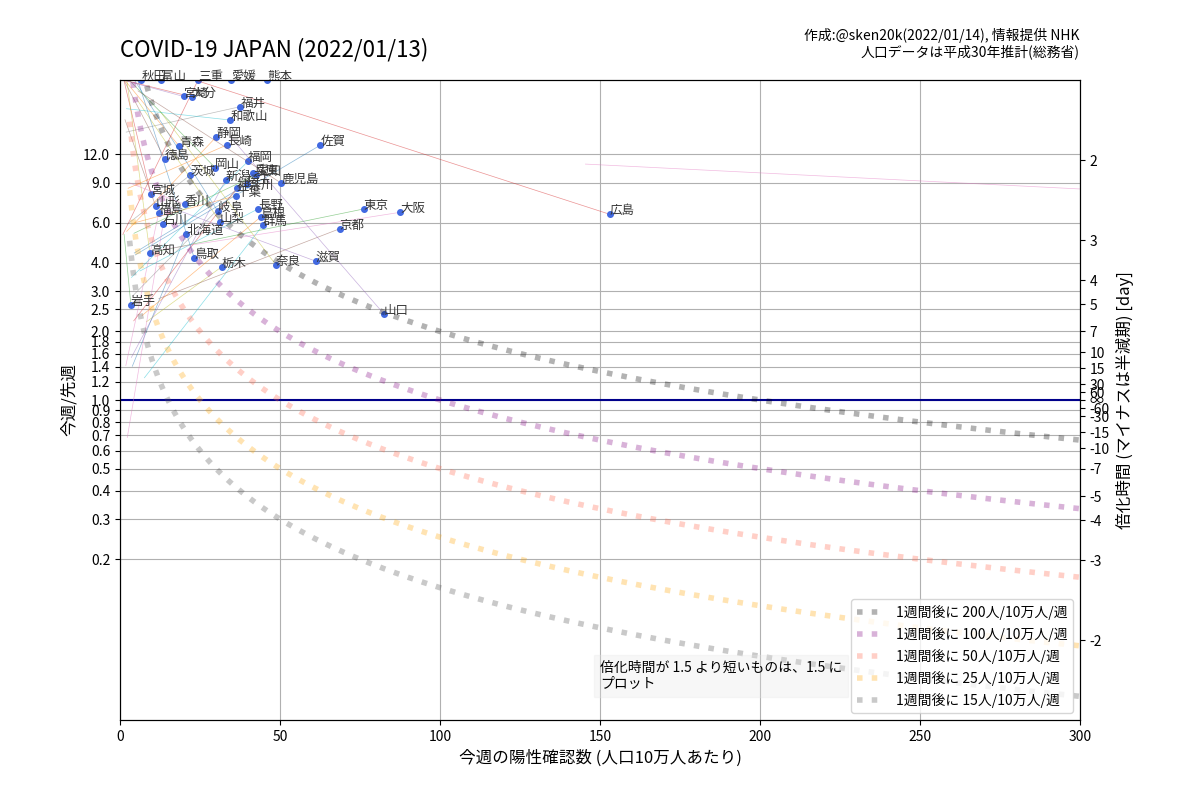 作成:@sken20k(2022/01/14), 情報提供 NHK
COVID-19 JAPAN (2022/01/13)
人口データは平成30年推計(総務省)
秋田
富山
三重
愛媛
熊本
宮崎
大分
福井
和歌山
静岡
長崎
佐賀
青森
福岡
徳島
岡山
茨城
新潟
鹿児島
宮城
千葉
山形
香川
福島
岐阜
長野
東京
大阪
広島
石川
山梨
群馬
京都
北海道
高知
鳥取
栃木
奈良
滋賀
岩手
山口
12.0
9.0
6.0
4.0
3.0
2.5
2.0
1.8
1.6
1.4
1.2
1.0
0.9
0.8
0.7
0.6
0.5
0.4
0.3
0.2
今週/先週
2
3
4
5
7
10
15
30
60
∞
-60
-30
-15
-10
-7
-5
-4
-3
-2
倍化時間 (マイナスは半減期) [day]
1週間後に 200人/10万人/週
1週間後に 100人/10万人/週
1週間後に 50人/10万人/週
1週間後に 25人/10万人/週
1週間後に 15人/10万人/週
倍化時間が 1.5 より短いものは、1.5 に
プロット
0 50 100 150 200 250 300
今週の陽性確認数 (人口10万人あたり)